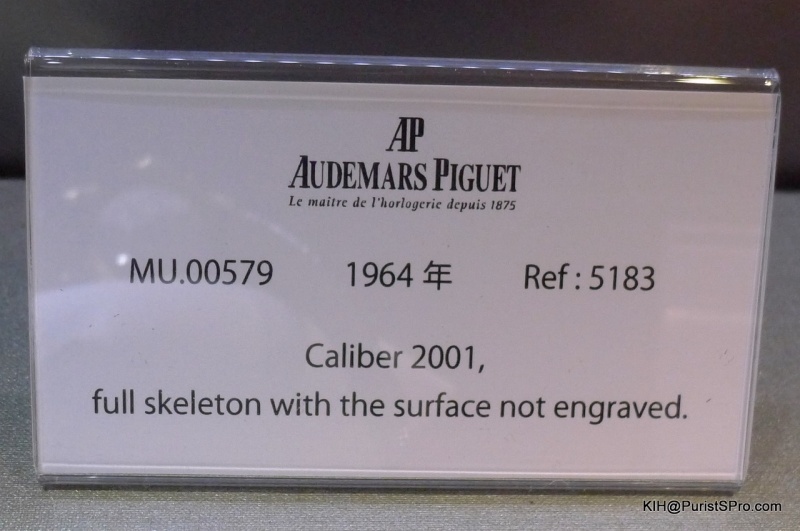 AP
AUDEMARS PIGUET
Le maître de l'horlogerie depuis 1875
MU.00579 1964 年 Ref : 5183
Caliber 2001,
full skeleton with the surface not engraved.
KIH@PuristSPro.com